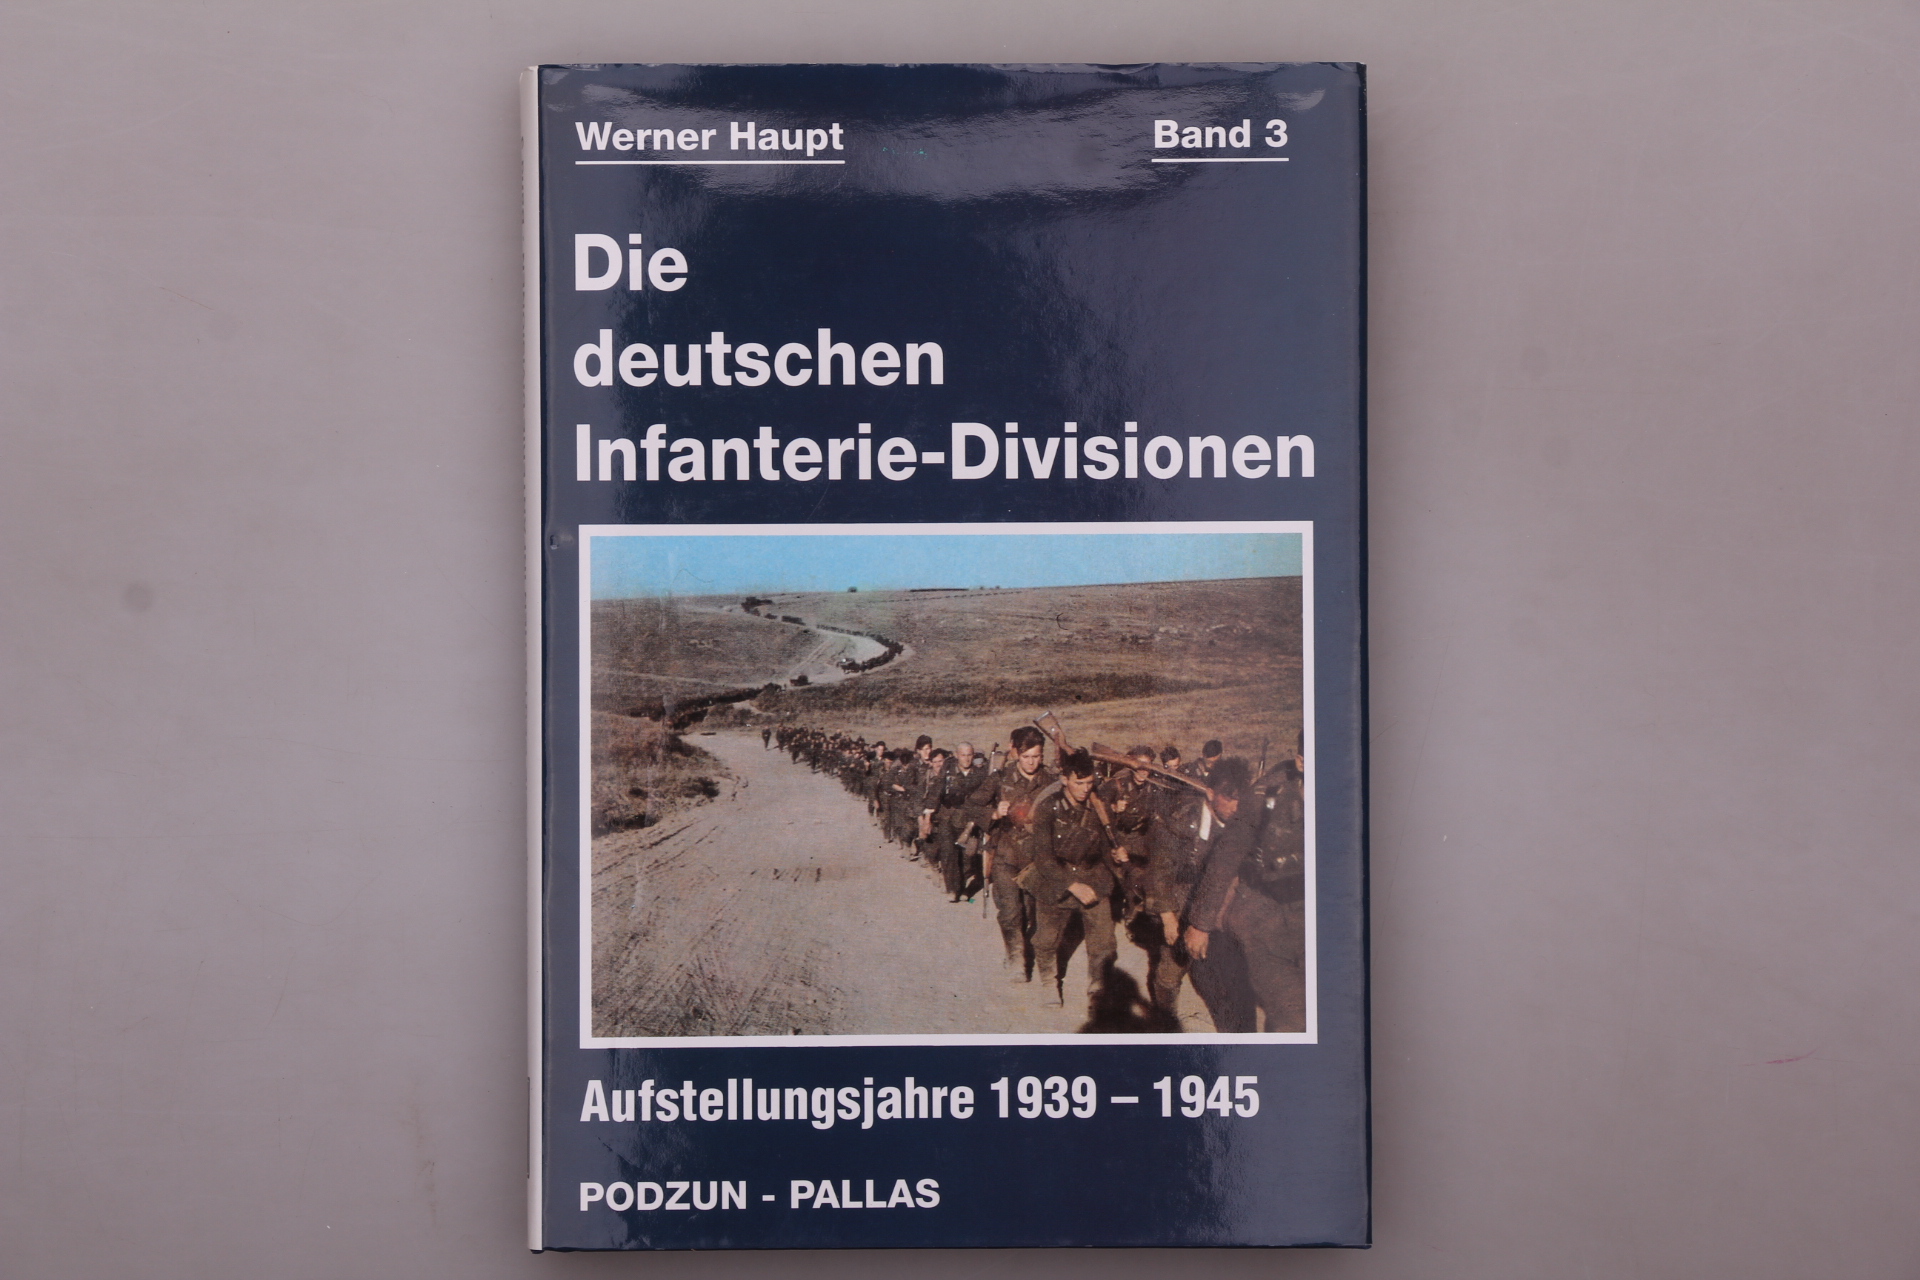 Werner Haupt
Band 3
Die
deutschen
Infanterie-Divisionen
Aufstellungsjahre 1939 – 1945
PODZUN - PALLAS